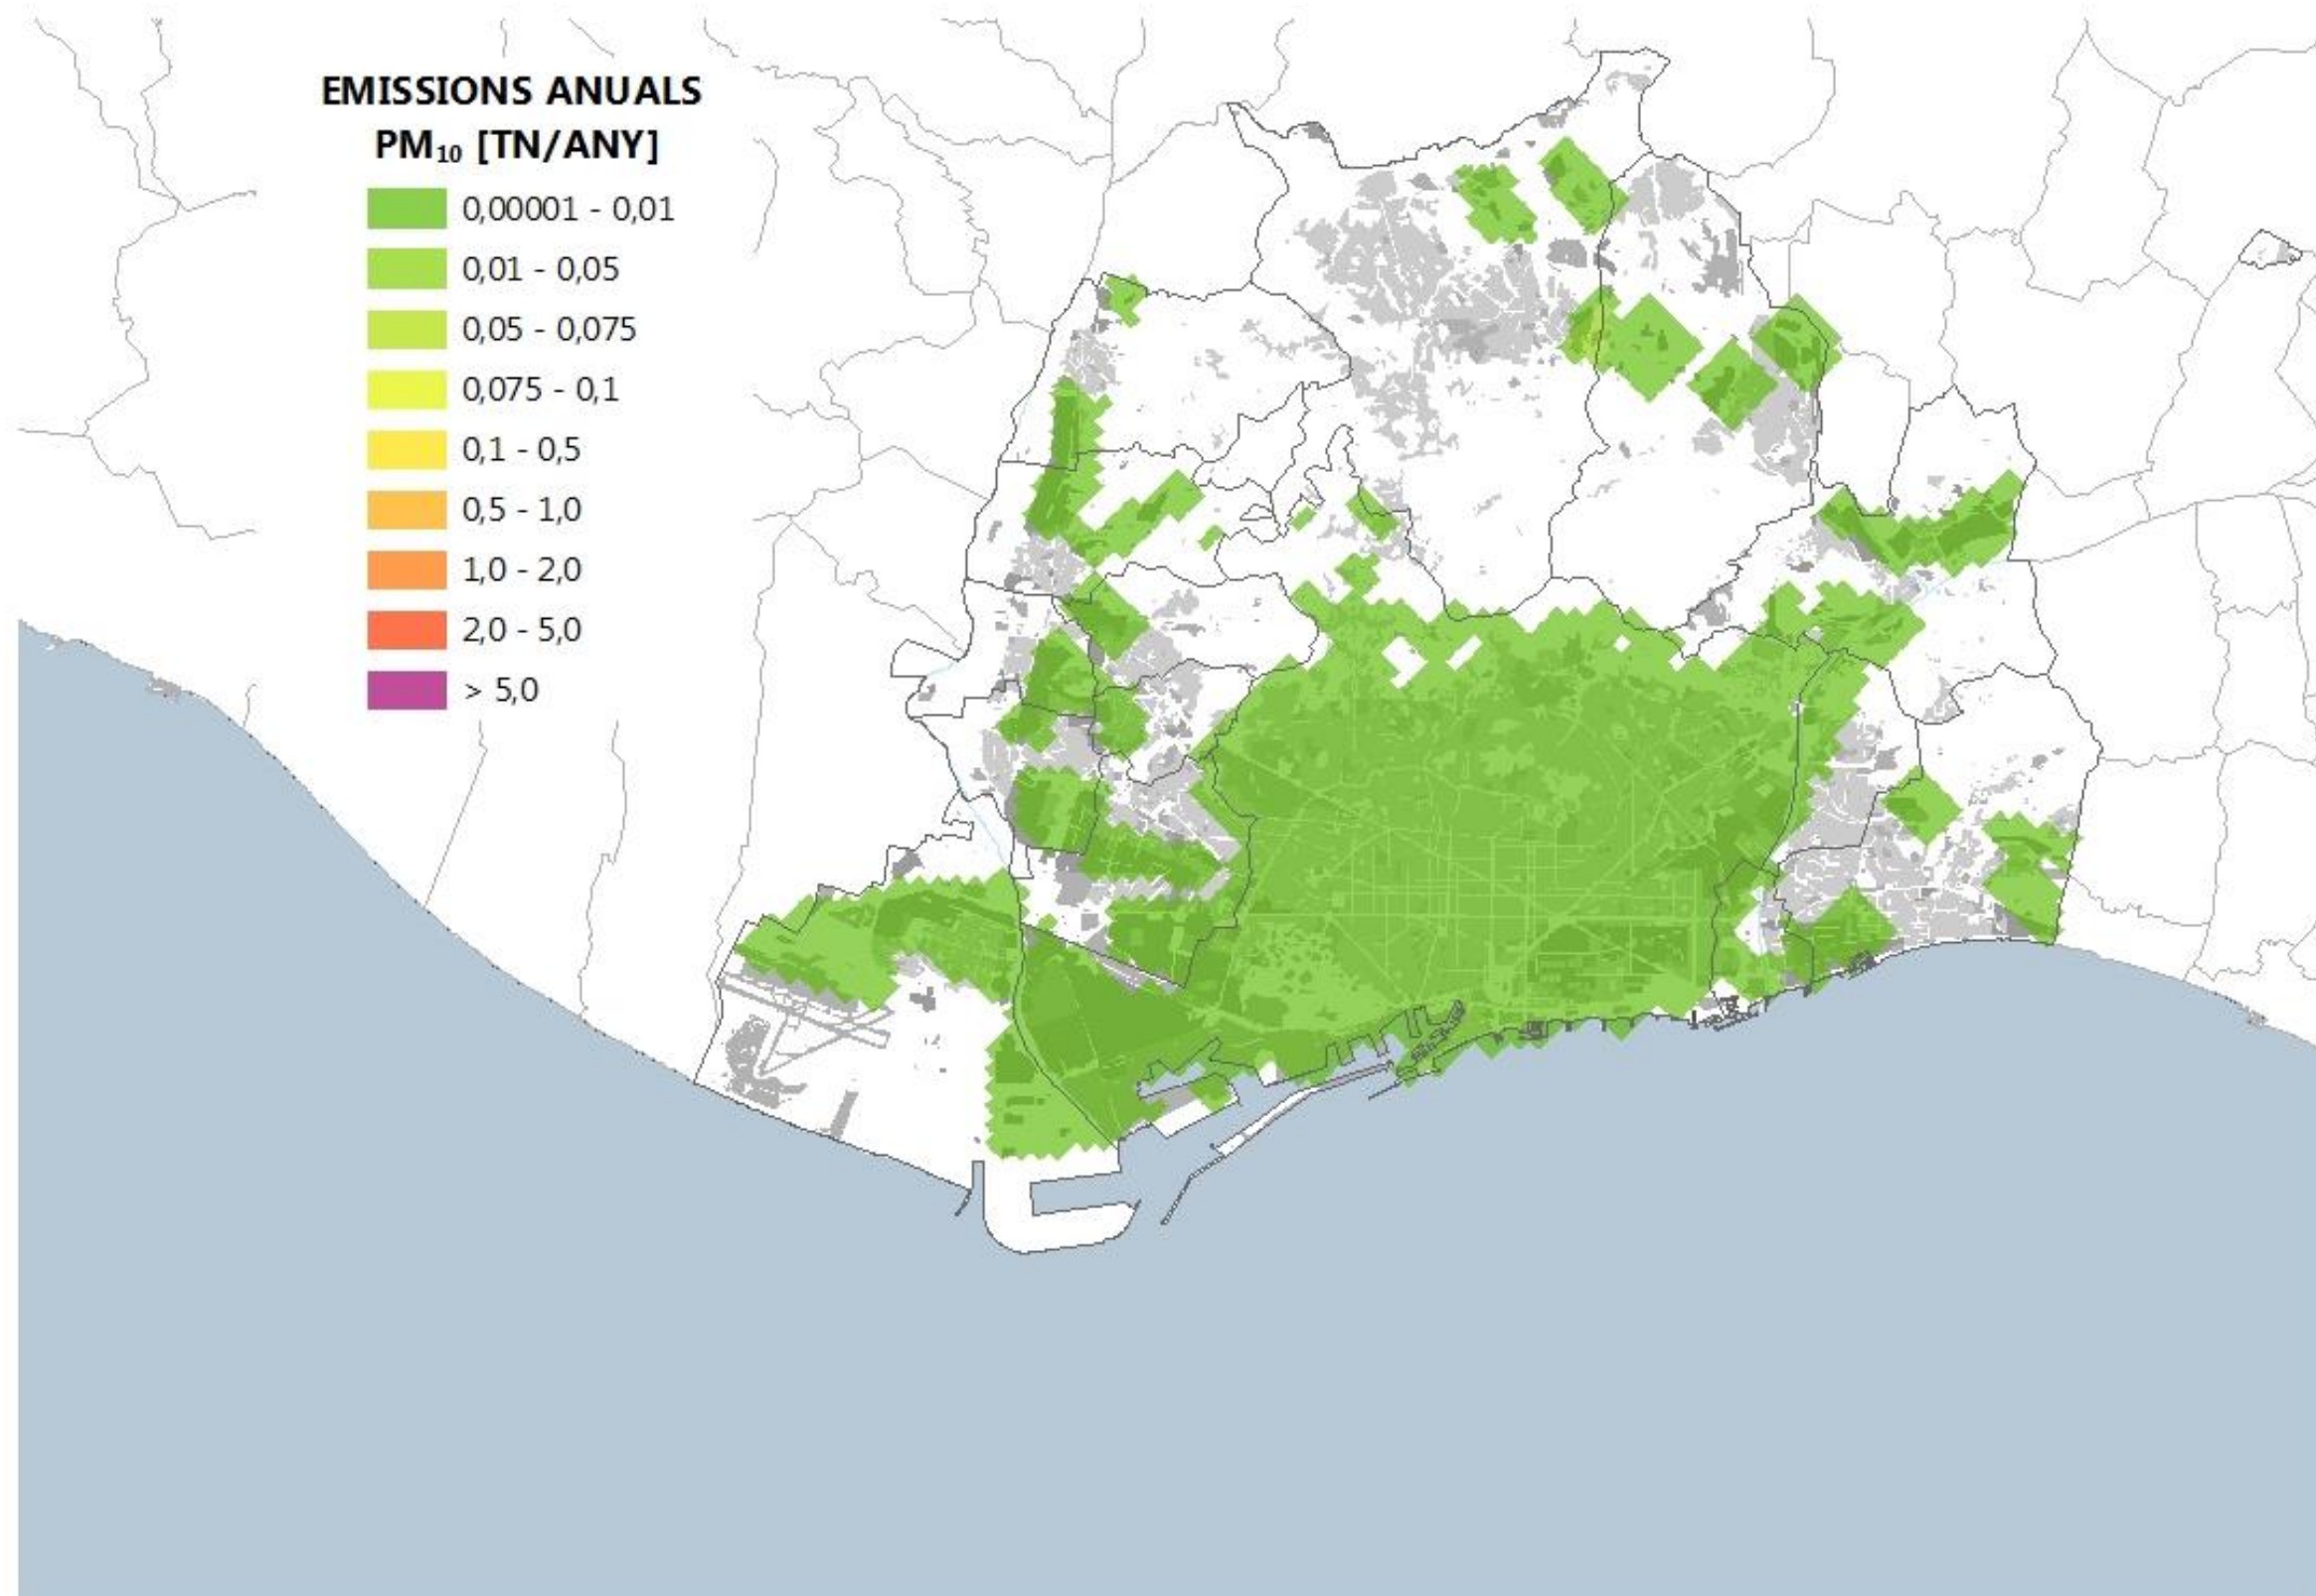 EMISSIONS ANUALS
PM₁₀ [TN/ANY]
0,00001 - 0,01
0,01 - 0,05
0,05 - 0,075
0,075 - 0,1
0,1 - 0,5
0,5 - 1,0
1,0 - 2,0
2,0 - 5,0
> 5,0